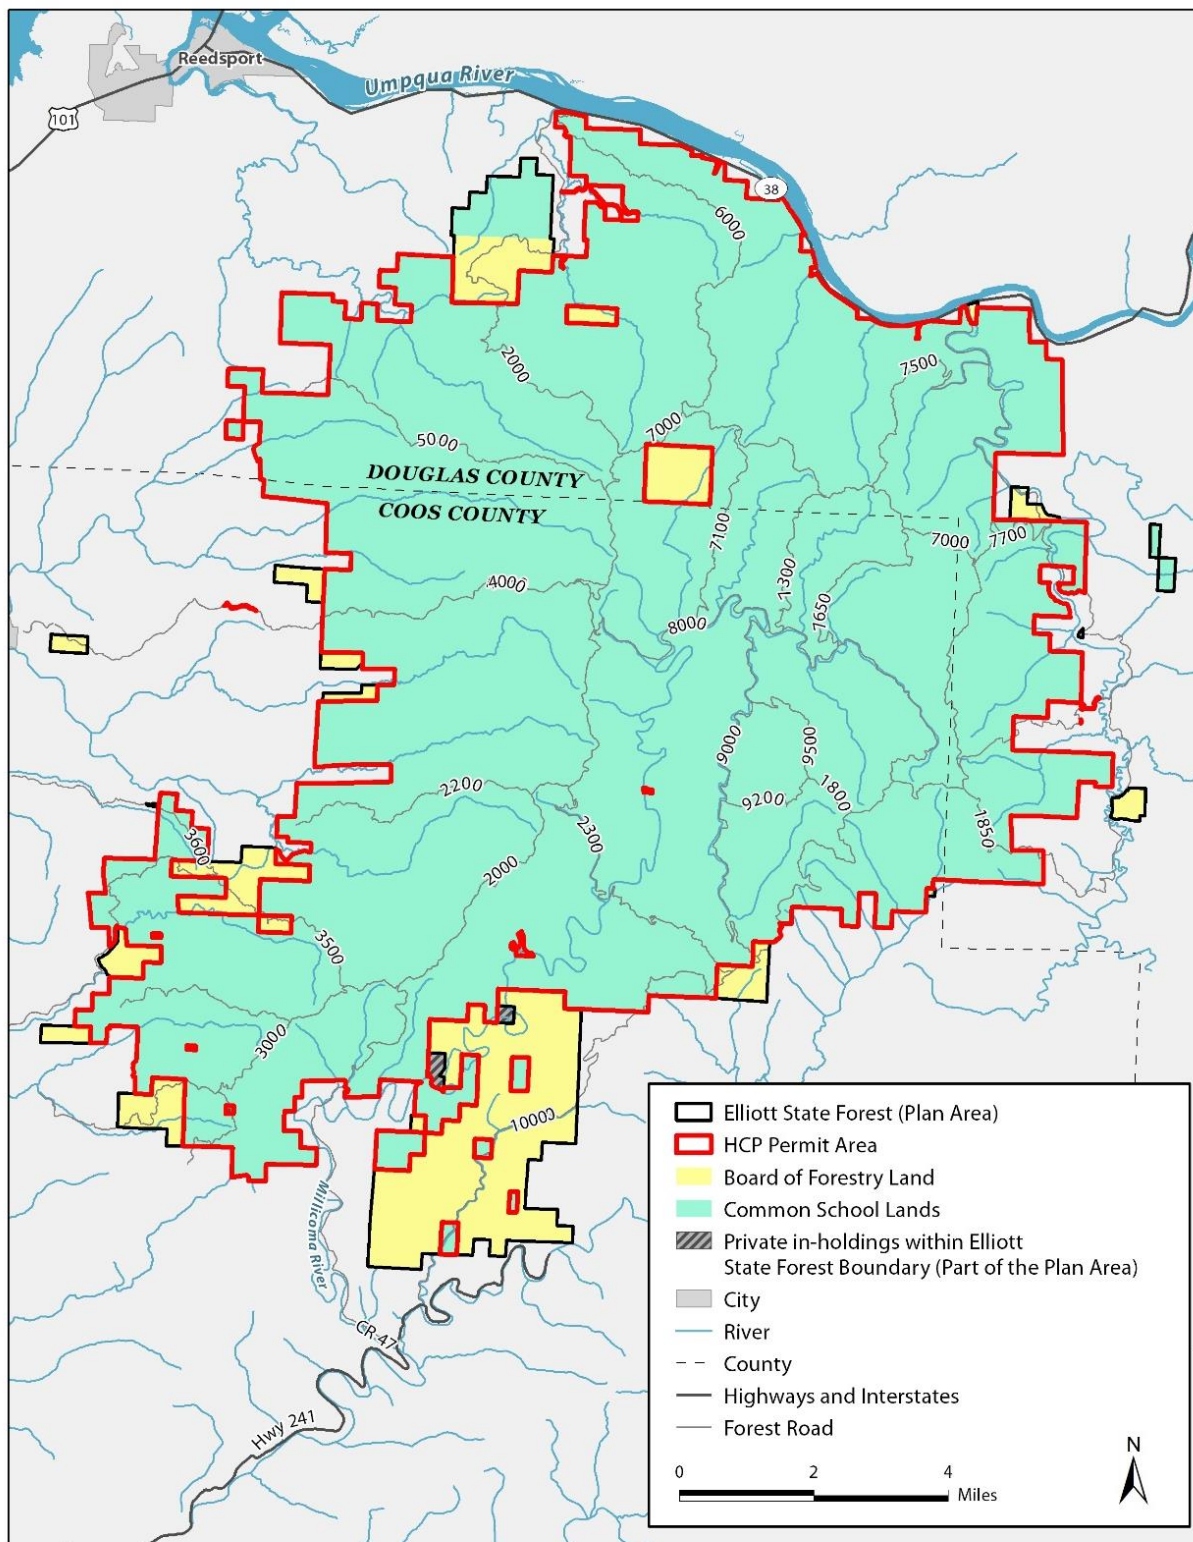 Reedsport
Umpqua River
101
38
6000
2000
7500
7000
5000
DOUGLAS COUNTY
COOS COUNTY
7100
7000
7700
4000
7300
7650
8000
9000
9500
2200
9200
1800
2300
1850
3600
2000
3500
3000
10000
Millicoma River
CR 47
Hwy 241
Elliott State Forest (Plan Area)
HCP Permit Area
Board of Forestry Land
Common School Lands
Private in-holdings within Elliott
State Forest Boundary (Part of the Plan Area)
City
River
County
Highways and Interstates
Forest Road
N
0 2 4
Miles